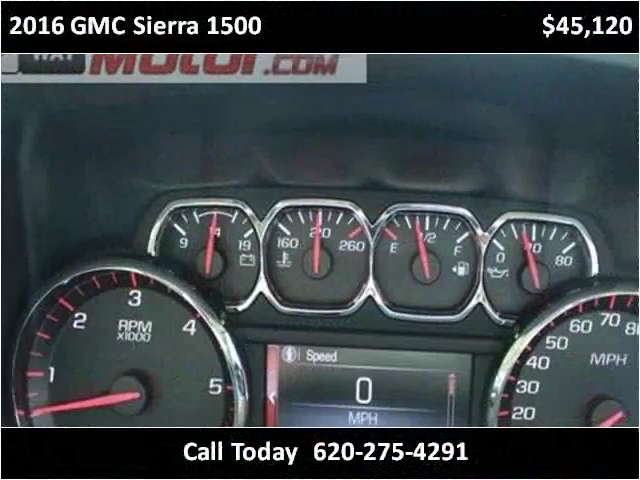 2016 GMC Sierra 1500 $45,120
MOTOR.COM
9 14 19
160 210 260
E 1/2 F
0 40 80
1 2 3 4 5
RPM
x1000
Speed
0
MPH
20 30 40 50 60 70 8
MPH
Call Today 620-275-4291